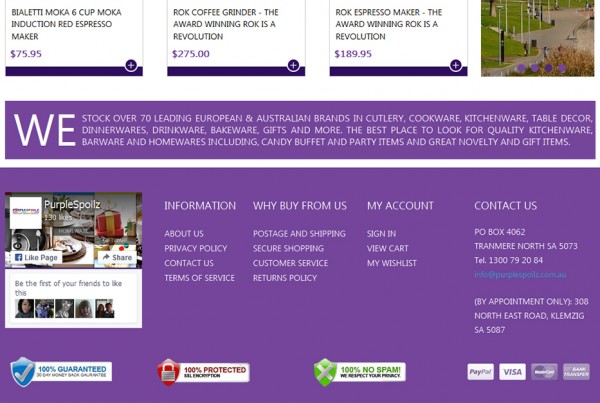 BIALETTI MOKA 6 CUP MOKA
INDUCTION RED ESPRESSO
MAKER
$75.95
ROK COFFEE GRINDER - THE
AWARD WINNING ROK IS A
REVOLUTION
$275.00
ROK ESPRESSO MAKER - THE
AWARD WINNING ROK IS A
REVOLUTION
$189.95
WE STOCK OVER 70 LEADING EUROPEAN & AUSTRALIAN BRANDS IN CUTLERY, COOKWARE, KITCHENWARE, TABLE DECOR,
DINNERWARES, DRINKWARE, BAKEWARE, GIFTS AND MORE. THE BEST PLACE TO LOOK FOR QUALITY KITCHENWARE,
BARWARE AND HOMEWARES INCLUDING, CANDY BUFFET AND PARTY ITEMS AND GREAT NOVELTY AND GIFT ITEMS.
PurpleSpoilz
130 likes
HOMEWARE
Like Page
Share
Be the first of your friends to like
this
INFORMATION
ABOUT US
PRIVACY POLICY
CONTACT US
TERMS OF SERVICE
WHY BUY FROM US
POSTAGE AND SHIPPING
SECURE SHOPPING
CUSTOMER SERVICE
RETURNS POLICY
MY ACCOUNT
SIGN IN
VIEW CART
MY WISHLIST
CONTACT US
PO BOX 4062
TRANMERE NORTH SA 5073
Tel. 1300 79 20 84
info@purplespoilz.com.au
(BY APPOINTMENT ONLY): 308
NORTH EAST ROAD, KLEMZIG
SA 5087
100% GUARANTEED
30 DAY MONEY BACK GAURANTEE
100% PROTECTED
SSL ENCRYPTION
100% NO SPAM!
WE RESPECT YOUR PRIVACY.
PayPal
VISA
MasterCard
BANK
TRANSFER